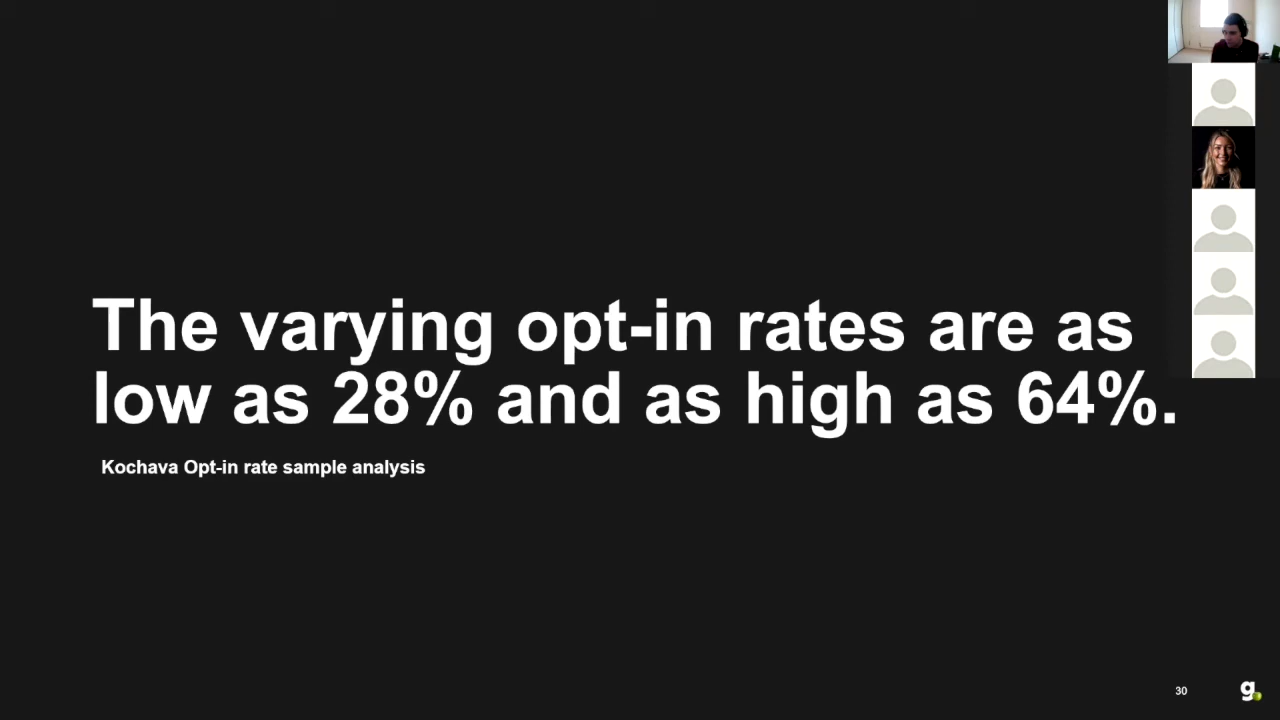 The varying opt-in rates are as
low as 28% and as high as 64%.
Kochava Opt-in rate sample analysis
30
g.